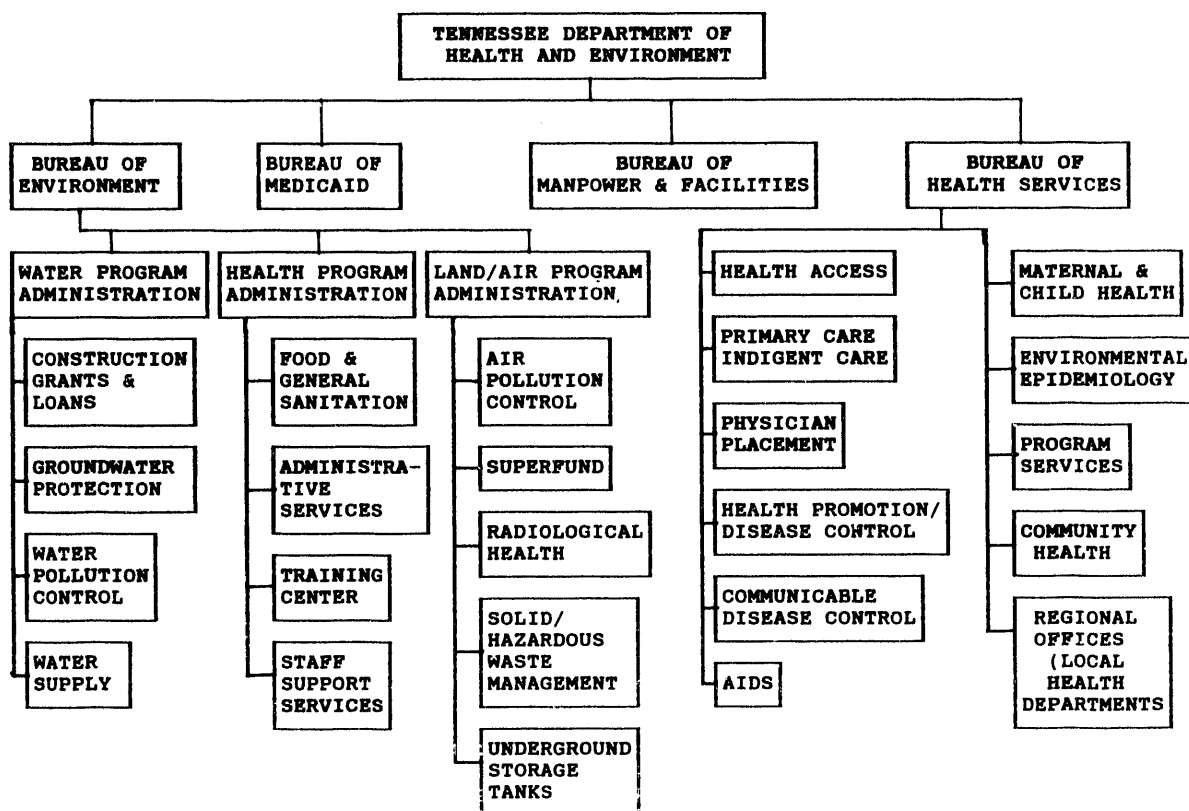 TENNESSEE DEPARTMENT OF
HEALTH AND ENVIRONMENT
BUREAU OF
ENVIRONMENT
BUREAU OF
MEDICAID
BUREAU OF
MANPOWER & FACILITIES
BUREAU OF
HEALTH SERVICES
WATER PROGRAM
ADMINISTRATION
CONSTRUCTION
GRANTS &
LOANS
GROUNDWATER
PROTECTION
WATER
POLLUTION
CONTROL
WATER
SUPPLY
HEALTH PROGRAM
ADMINISTRATION
FOOD &
GENERAL
SANITATION
ADMINISTRA-
TIVE
SERVICES
TRAINING
CENTER
STAFF
SUPPORT
SERVICES
LAND/AIR PROGRAM
ADMINISTRATION
AIR
POLLUTION
CONTROL
SUPERFUND
RADIOLOGICAL
HEALTH
SOLID/
HAZARDOUS
WASTE
MANAGEMENT
UNDERGROUND
STORAGE
TANKS
HEALTH ACCESS
PRIMARY CARE
INDIGENT CARE
PHYSICIAN
PLACEMENT
HEALTH PROMOTION/
DISEASE CONTROL
COMMUNICABLE
DISEASE CONTROL
AIDS
MATERNAL &
CHILD HEALTH
ENVIRONMENTAL
EPIDEMIOLOGY
PROGRAM
SERVICES
COMMUNITY
HEALTH
REGIONAL
OFFICES
(LOCAL
HEALTH
DEPARTMENTS